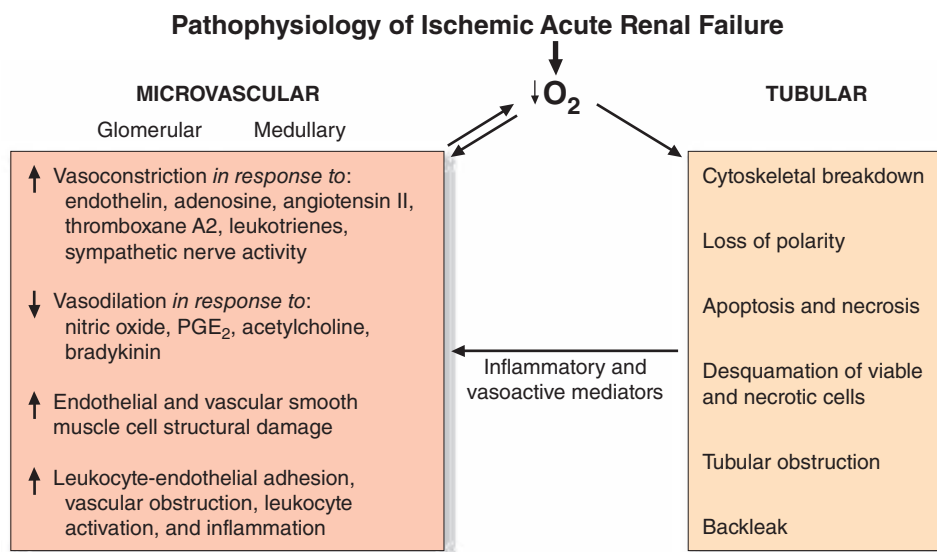 Pathophysiology of Ischemic Acute Renal Failure
↓O₂
MICROVASCULAR
Glomerular Medullary
↑ Vasoconstriction in response to:
endothelin, adenosine, angiotensin II,
thromboxane A2, leukotrienes,
sympathetic nerve activity
↓ Vasodilation in response to:
nitric oxide, PGE₂, acetylcholine,
bradykinin
↑ Endothelial and vascular smooth
muscle cell structural damage
↑ Leukocyte-endothelial adhesion,
vascular obstruction, leukocyte
activation, and inflammation
Inflammatory and
vasoactive mediators
TUBULAR
Cytoskeletal breakdown
Loss of polarity
Apoptosis and necrosis
Desquamation of viable
and necrotic cells
Tubular obstruction
Backleak